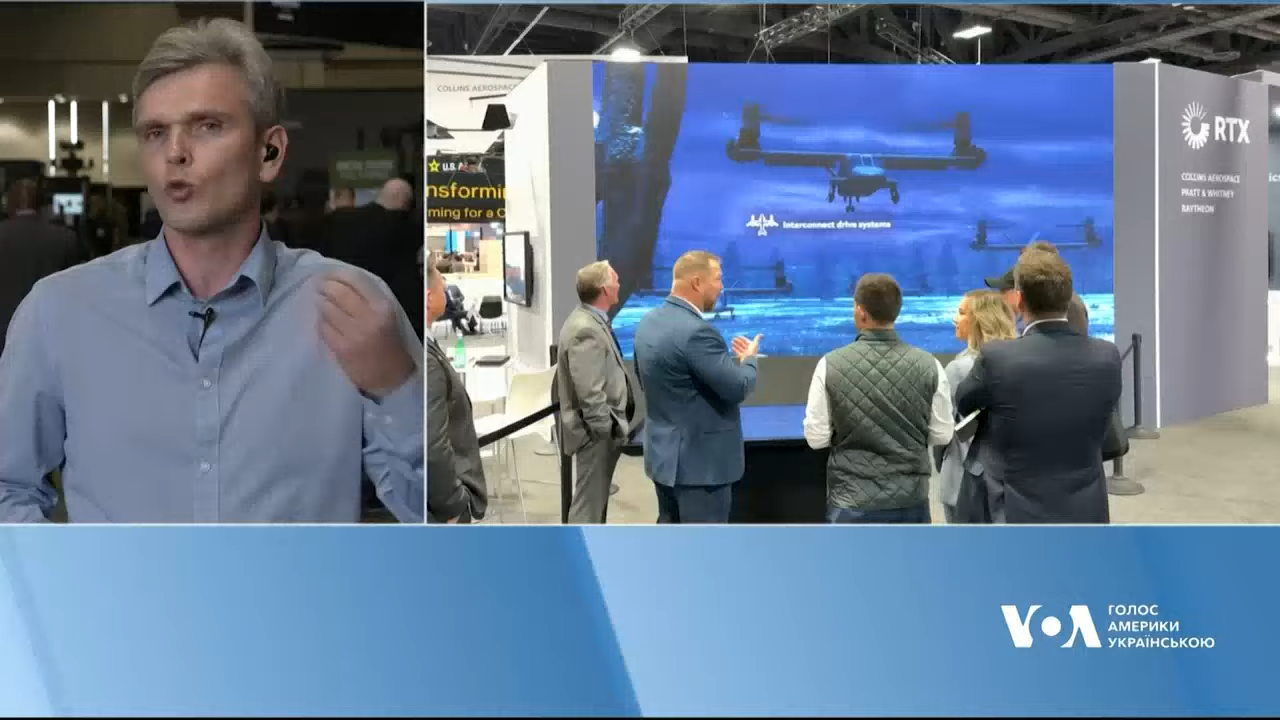 COLLINS AEROSPACE
U.S.
nsformin
ming for a C
Interconnect drive systems
RTX
COLLINS AEROSPACE
PRATT & WHITNEY
RAYTHEON
VOA
ГОЛОС
АМЕРИКИ
УКРАЇНСЬКОЮ